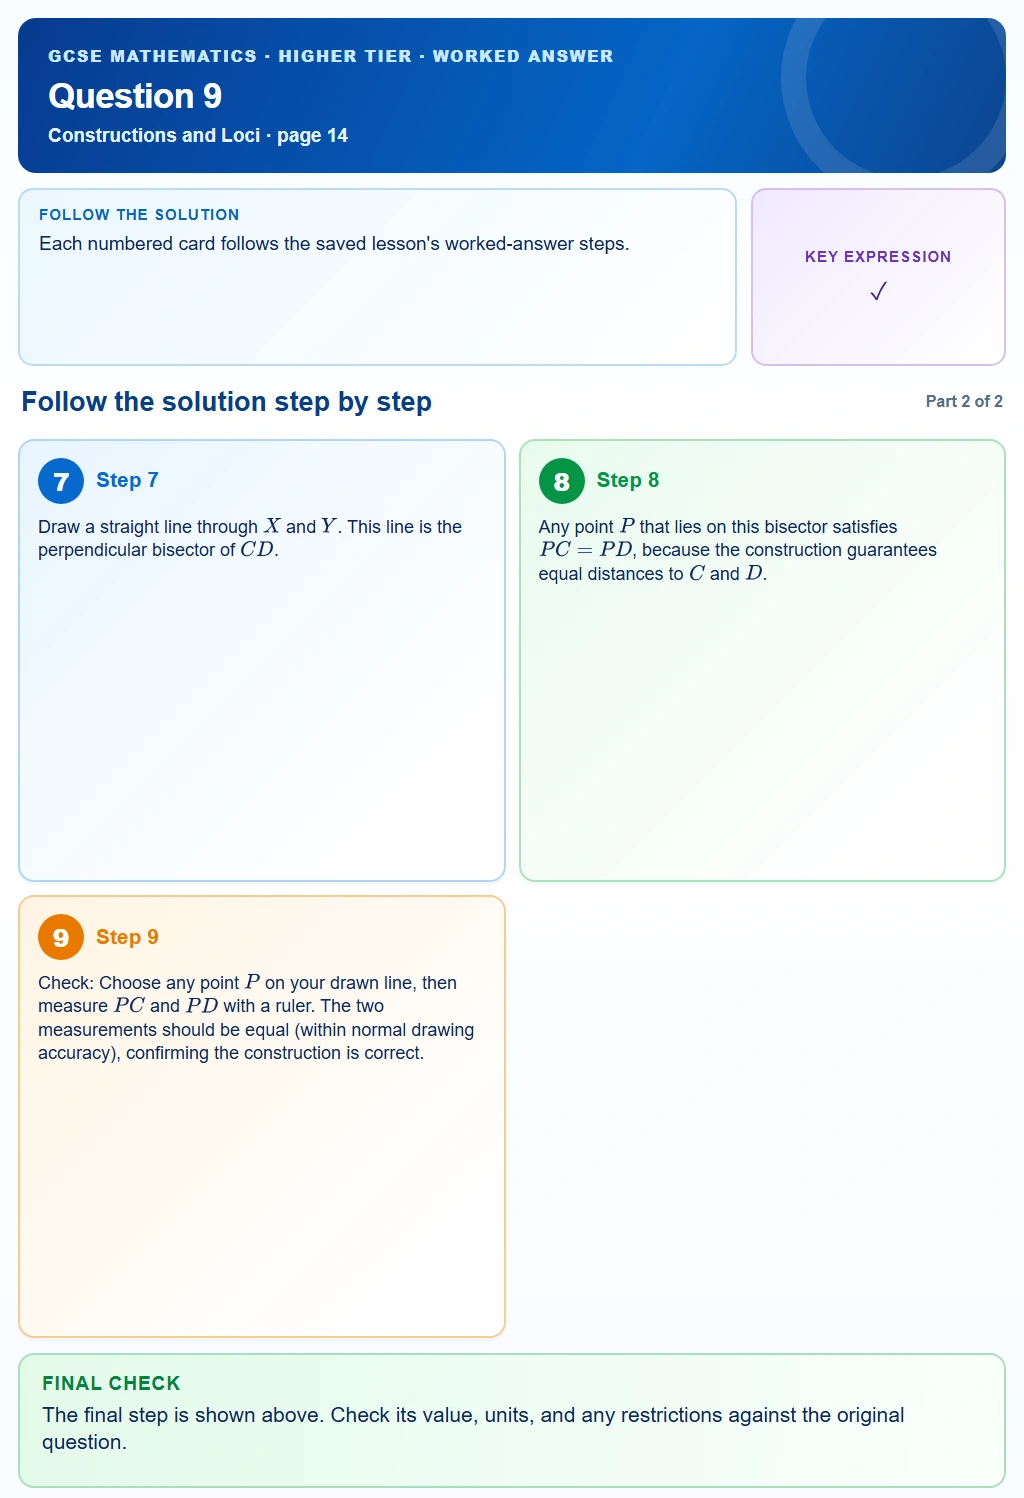 GCSE MATHEMATICS · HIGHER TIER · WORKED ANSWER
Question 9
Constructions and Loci · page 14
FOLLOW THE SOLUTION
Each numbered card follows the saved lesson's worked-answer steps.
KEY EXPRESSION
✓
Follow the solution step by step
Part 2 of 2
7 Step 7
Draw a straight line through X and Y. This line is the
perpendicular bisector of CD.
8 Step 8
Any point P that lies on this bisector satisfies
PC = PD, because the construction guarantees
equal distances to C and D.
9 Step 9
Check: Choose any point P on your drawn line, then
measure PC and PD with a ruler. The two
measurements should be equal (within normal drawing
accuracy), confirming the construction is correct.
FINAL CHECK
The final step is shown above. Check its value, units, and any restrictions against the original
question.